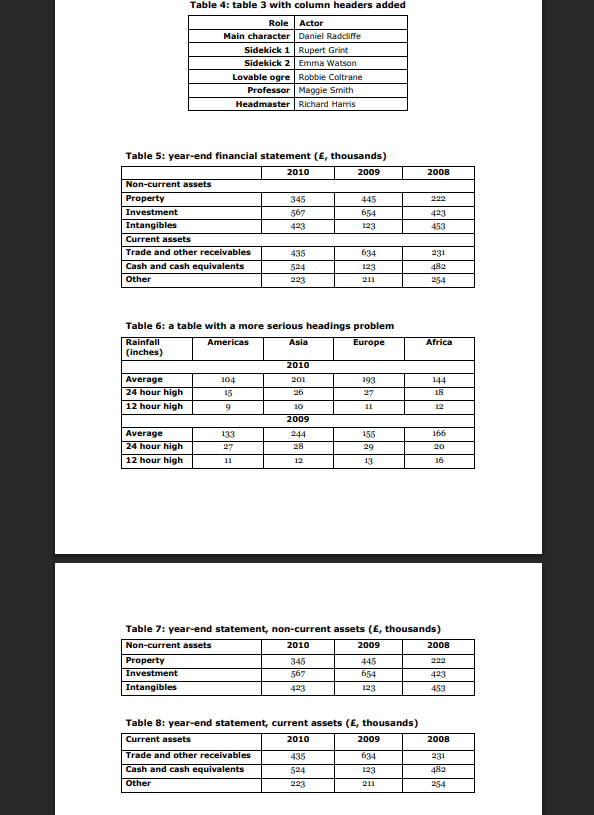 Table 4: table 3 with column headers added
Role Actor
Main character Daniel Radcliffe
Sidekick 1 Rupert Grint
Sidekick 2 Emma Watson
Lovable ogre Robbie Coltrane
Professor Maggie Smith
Headmaster Richard Harris
Table 5: year-end financial statement (£, thousands)
2010 2009 2008
Non-current assets
Property 345 445 222
Investment 567 654 423
Intangibles 423 123 453
Current assets
Trade and other receivables 435 634 231
Cash and cash equivalents 524 123 482
Other 223 211 254
Table 6: a table with a more serious headings problem
Rainfall Americas Asia Europe Africa
(inches)
2010
Average 104 201 193 144
24 hour high 15 26 27 18
12 hour high 9 10 11 12
2009
Average 133 244 155 166
24 hour high 27 28 29 20
12 hour high 11 12 13 16
Table 7: year-end statement, non-current assets (£, thousands)
Non-current assets 2010 2009 2008
Property 345 445 222
Investment 567 654 423
Intangibles 423 123 453
Table 8: year-end statement, current assets (£, thousands)
Current assets 2010 2009 2008
Trade and other receivables 435 634 231
Cash and cash equivalents 524 123 482
Other 223 211 254